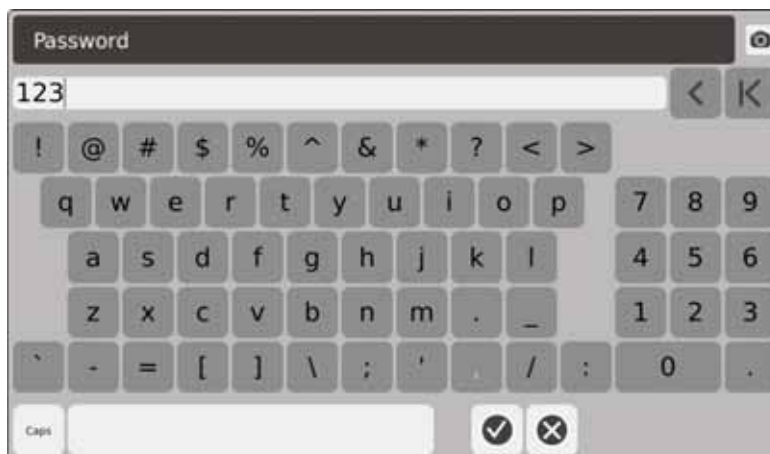 Password
123
! @ # $ % ^ & * ? < >
q w e r t y u i o p 7 8 9
a s d f g h j k l 4 5 6
z x c v b n m . _ 1 2 3
` - = [ ] \ ; ' , / : 0 .
Caps